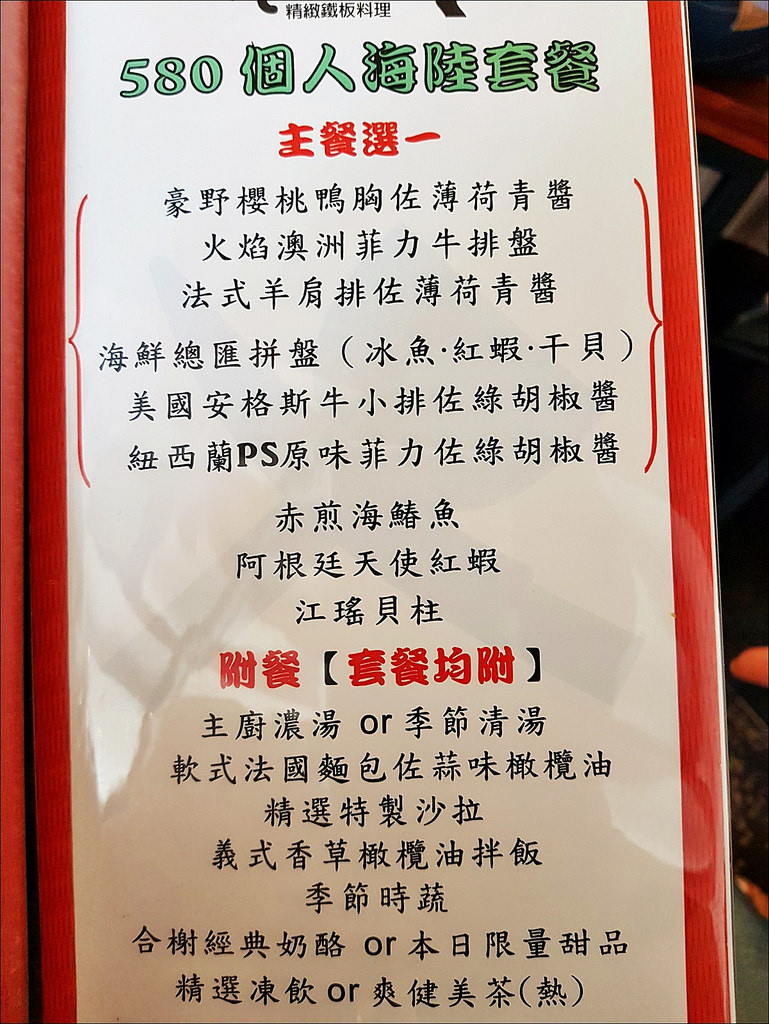 精緻鐵板料理
580 個人海陸套餐
主餐選一
豪野櫻桃鴨胸佐薄荷青醬
火焰澳洲菲力牛排盤
法式羊肩排佐薄荷青醬
海鮮總匯拼盤（冰魚·紅蝦·干貝）
美國安格斯牛小排佐綠胡椒醬
紐西蘭PS原味菲力佐綠胡椒醬
赤煎海鰆魚
阿根廷天使紅蝦
江瑤貝柱
附餐【套餐均附】
主廚濃湯 or 季節清湯
軟式法國麵包佐蒜味橄欖油
精選特製沙拉
義式香草橄欖油拌飯
季節時蔬
合榭經典奶酪 or 本日限量甜品
精選凍飲 or 爽健美茶(熱)